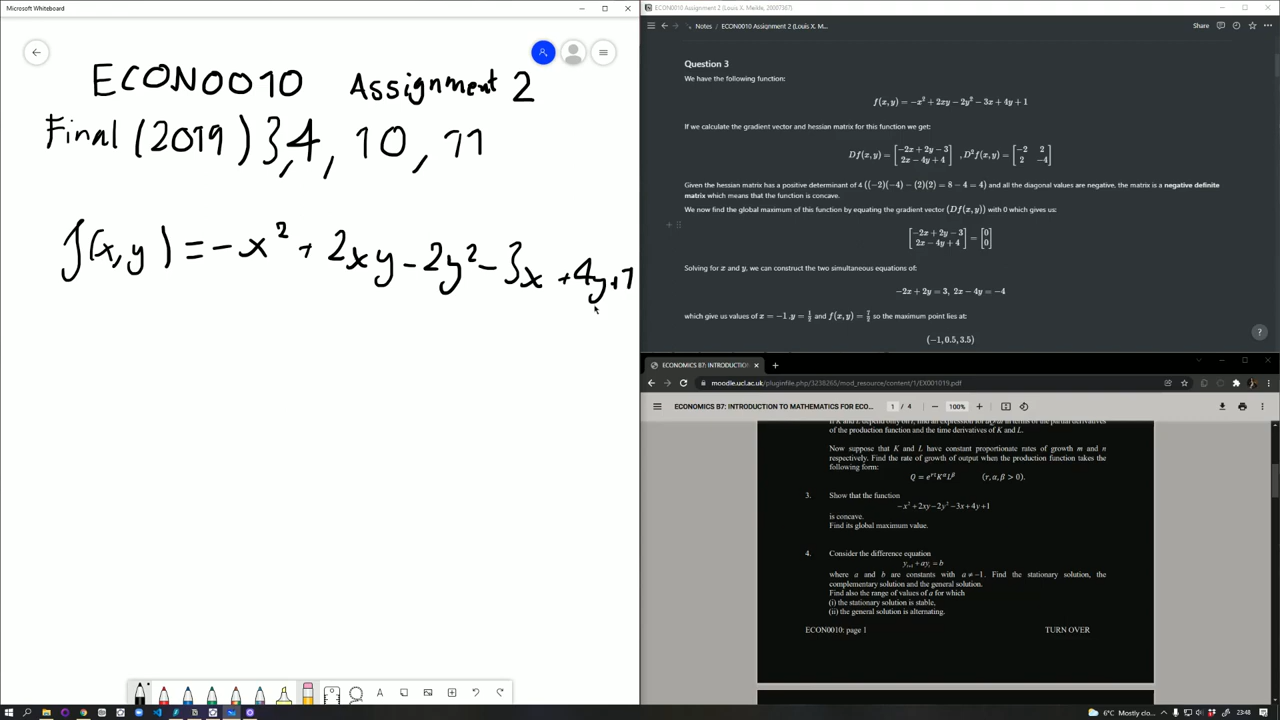 Microsoft Whiteboard
ECON0010 Assignment 2
Final (2019) 3, 4, 10, 11
f(x,y) = -x² + 2xy - 2y² - 3x + 4y + 1
ECON0010 Assignment 2 (Louis X. Merkle, 20007367)
Notes / ECON0010 Assignment 2 (Louis X. M...
Share
Question 3
We have the following function:
f(x, y) = −x² + 2xy − 2y² − 3x + 4y + 1
If we calculate the gradient vector and hessian matrix for this function we get:
Df(x, y) = [−2x + 2y − 3
2x − 4y + 4] , D²f(x, y) = [−2 2
2 −4]
Given the hessian matrix has a positive determinant of 4 ((−2)(−4) − (2)(2) = 8 − 4 = 4) and all the diagonal values are negative, the matrix is a negative definite
matrix which means that the function is concave.
We now find the global maximum of this function by equating the gradient vector (Df(x, y)) with 0 which gives us:
[−2x + 2y − 3
2x − 4y + 4] = [0
0]
Solving for x and y, we can construct the two simultaneous equations of:
−2x + 2y = 3, 2x − 4y = −4
which give us values of x = −1, y = ½ and f(x, y) = 7/2 so the maximum point lies at:
(−1, 0.5, 3.5)
ECONOMICS B7: INTRODUCTION
moodle.ucl.ac.uk/pluginfile.php/3238265/mod_resource/content/1/EX001019.pdf
ECONOMICS B7: INTRODUCTION TO MATHEMATICS FOR ECO...
1 / 4
100%
of the production function and the time derivatives of K and L.
Now suppose that K and L have constant proportionate rates of growth m and n
respectively. Find the rate of growth of output when the production function takes the
following form:
Q = e^{rt}K^αL^β (r, α, β > 0).
3. Show that the function
−x² + 2xy − 2y² − 3x + 4y + 1
is concave.
Find its global maximum value.
4. Consider the difference equation
y_{t+1} + ay_t = b
where a and b are constants with a ≠ −1. Find the stationary solution, the
complementary solution and the general solution.
Find also the range of values of a for which
(i) the stationary solution is stable,
(ii) the general solution is alternating.
ECON0010: page 1 TURN OVER
6°C Mostly clo...
23:48